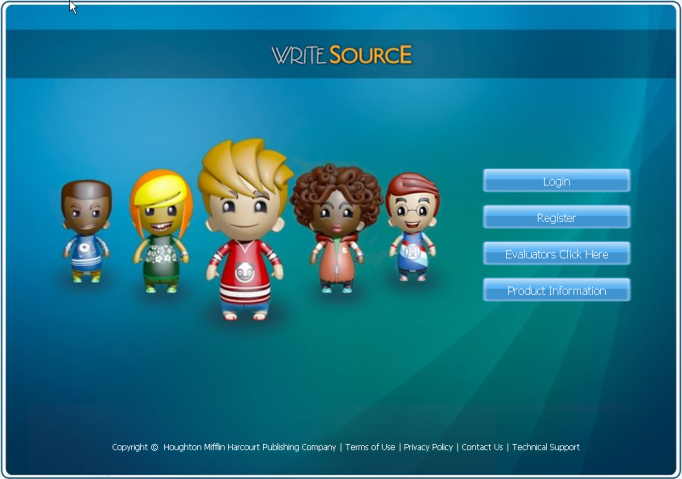 WRITE SOURCE
Login
Register
Evaluators Click Here
Product Information
Copyright © Houghton Mifflin Harcourt Publishing Company | Terms of Use | Privacy Policy | Contact Us | Technical Support